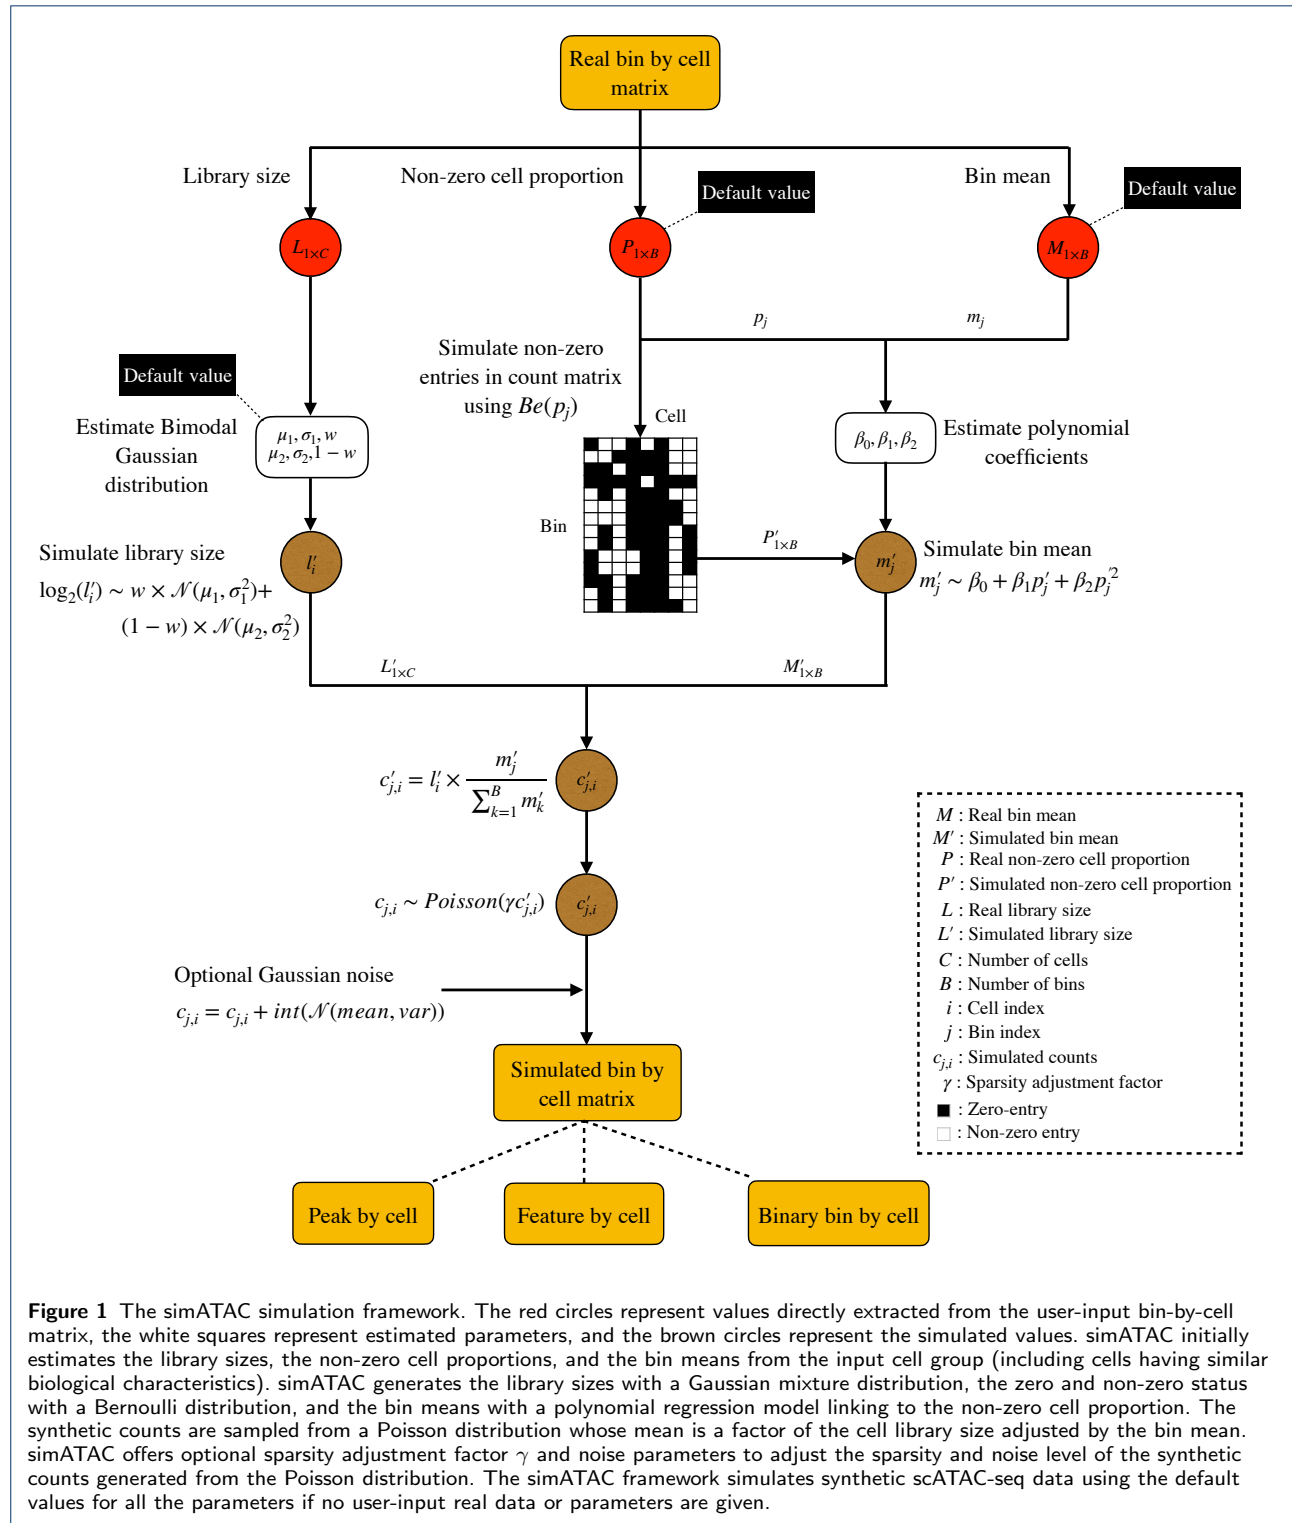 Real bin by cell
matrix
Library size
Non-zero cell proportion
Bin mean
Default value
Default value
L1×C
P1×B
M1×B
pj
mj
Simulate non-zero
entries in count matrix
using Be(pj)
Default value
Estimate Bimodal
Gaussian
distribution
μ1, σ1, w
μ2, σ2, 1 − w
Cell
Bin
β0, β1, β2
Estimate polynomial
coefficients
Simulate library size
log2(l′i) ∼ w × 𝒩(μ1, σ1²)+
(1 − w) × 𝒩(μ2, σ2²)
l′i
P′1×B
m′j
Simulate bin mean
m′j ∼ β0 + β1p′j + β2p′j²
L′1×C
M′1×B
c′j,i = l′i × m′j / ∑k=1^B m′k
c′j,i
cj,i ∼ Poisson(γc′j,i)
c′j,i
Optional Gaussian noise
cj,i = cj,i + int(𝒩(mean, var))
Simulated bin by
cell matrix
Peak by cell
Feature by cell
Binary bin by cell
M : Real bin mean
M′ : Simulated bin mean
P : Real non-zero cell proportion
P′ : Simulated non-zero cell proportion
L : Real library size
L′ : Simulated library size
C : Number of cells
B : Number of bins
i : Cell index
j : Bin index
cj,i : Simulated counts
γ : Sparsity adjustment factor
: Zero-entry
: Non-zero entry
Figure 1 The simATAC simulation framework. The red circles represent values directly extracted from the user-input bin-by-cell
matrix, the white squares represent estimated parameters, and the brown circles represent the simulated values. simATAC initially
estimates the library sizes, the non-zero cell proportions, and the bin means from the input cell group (including cells having similar
biological characteristics). simATAC generates the library sizes with a Gaussian mixture distribution, the zero and non-zero status
with a Bernoulli distribution, and the bin means with a polynomial regression model linking to the non-zero cell proportion. The
synthetic counts are sampled from a Poisson distribution whose mean is a factor of the cell library size adjusted by the bin mean.
simATAC offers optional sparsity adjustment factor γ and noise parameters to adjust the sparsity and noise level of the synthetic
counts generated from the Poisson distribution. The simATAC framework simulates synthetic scATAC-seq data using the default
values for all the parameters if no user-input real data or parameters are given.